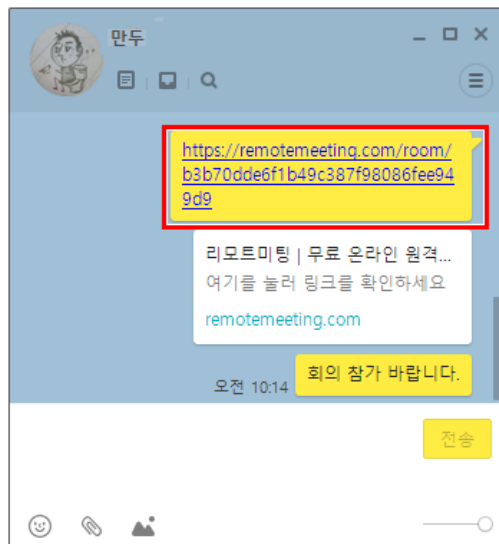 만두
https://remotemeeting.com/room/
b3b70dde6f1b49c387f98086fee94
9d9
리모트미팅 | 무료 온라인 원격...
여기를 눌러 링크를 확인하세요
remotemeeting.com
회의 참가 바랍니다.
오전 10:14
전송